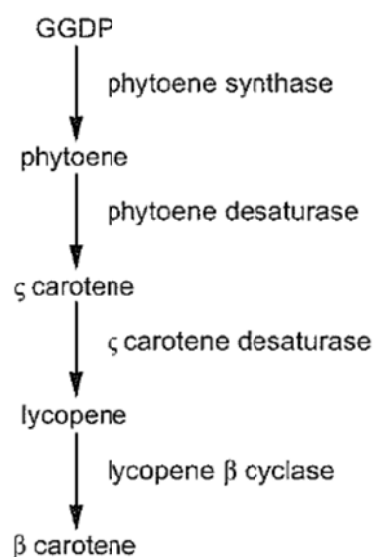 GGDP
phytoene synthase
phytoene
phytoene desaturase
ς carotene
ς carotene desaturase
lycopene
lycopene β cyclase
β carotene